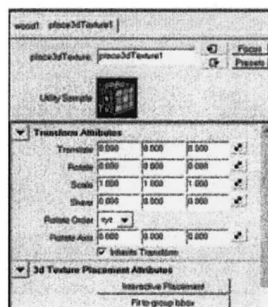 wood1 place3dTexture1
place3dTexture: place3dTexture1 Focus
Presets
Utility Sample
Transform Attributes
Translate 0.000 0.000 0.000
Rotate 0.000 0.000 0.000
Scale 1.000 1.000 1.000
Shear 0.000 0.000 0.000
Rotate Order xyz
Rotate Axis 0.000 0.000 0.000
Inherits Transform
3d Texture Placement Attributes
Interactive Placement
Fit to group bbox